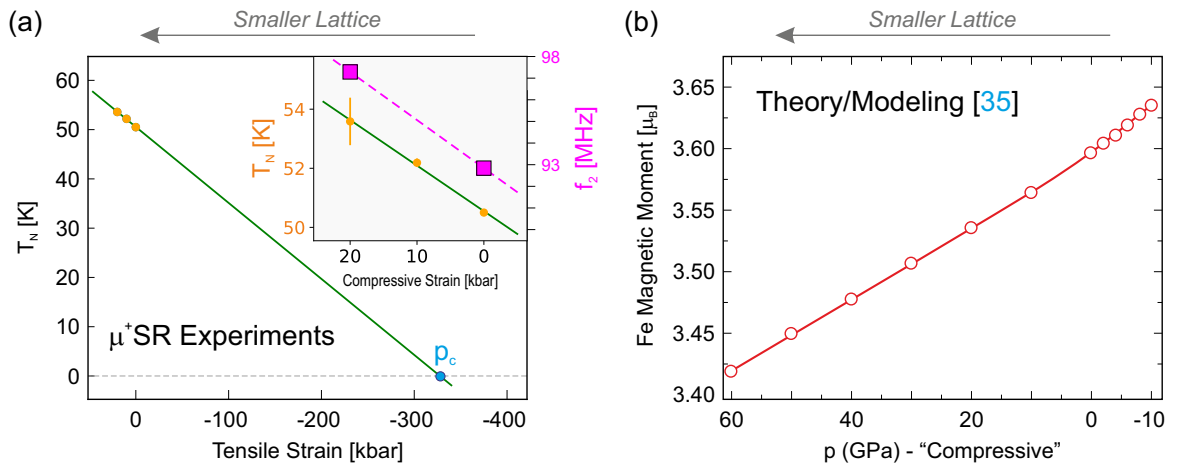 (a)
Smaller Lattice
60
50
40
30
20
10
0
T_N [K]
0
-100
-200
-300
-400
Tensile Strain [kbar]
μ⁺SR Experiments
p_c
54
52
50
T_N [K]
98
93
f_2 [MHz]
20
10
0
Compressive Strain [kbar]
(b)
Smaller Lattice
Theory/Modeling [35]
3.65
3.60
3.55
3.50
3.45
3.40
Fe Magnetic Moment [μ_B]
60
40
20
0
-10
p (GPa) - “Compressive”